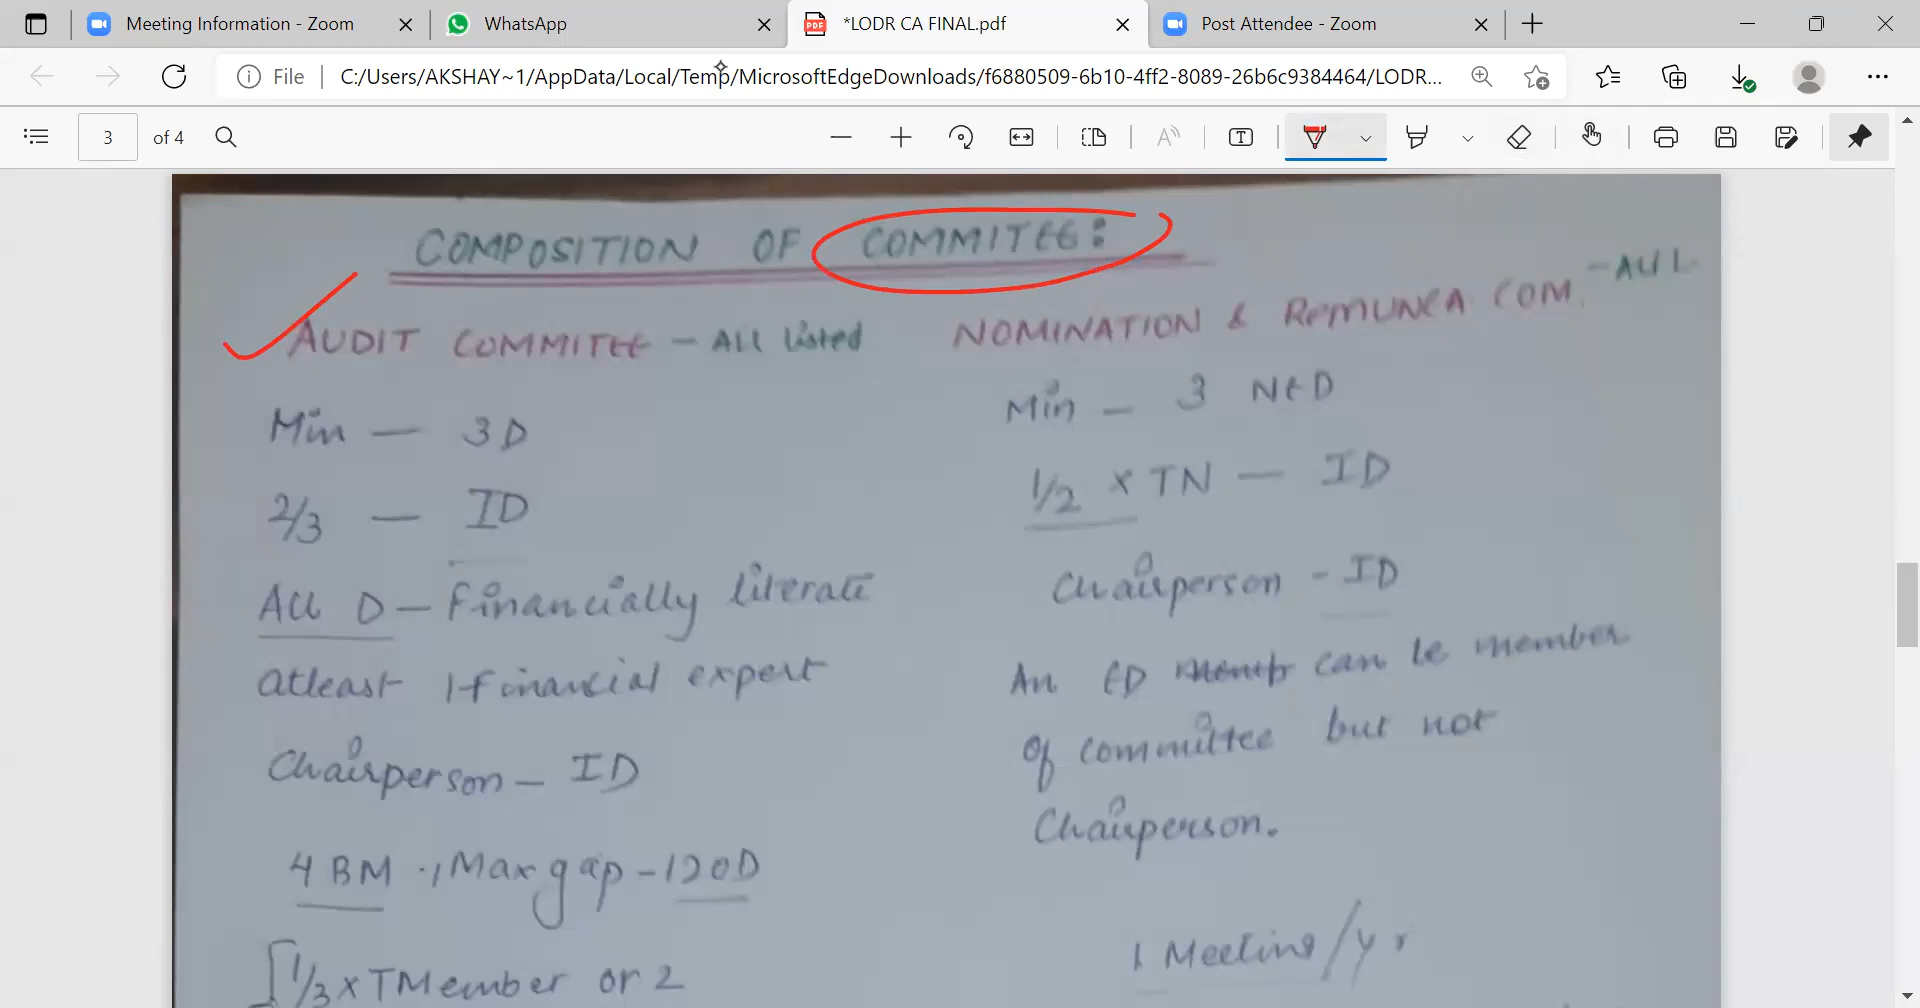 Meeting Information - Zoom
WhatsApp
*LODR CA FINAL.pdf
Post Attendee - Zoom
File
C:/Users/AKSHAY~1/AppData/Local/Temp/MicrosoftEdgeDownloads/f6880509-6b10-4ff2-8089-26b6c9384464/LODR...
3 of 4
COMPOSITION OF COMMITEE:
AUDIT COMMITEE - ALL listed
Min - 3D
2/3 - ID
All D - Financially literate
atleast 1 financial expert
Chairperson - ID
4 BM , Max gap - 120D
1/3 x TMember or 2
NOMINATION & REMUNERA. COM. - ALL
Min - 3 NED
1/2 x TN - ID
Chairperson - ID
An ED can be member
of committee but not
Chairperson.
1 Meeting/yr